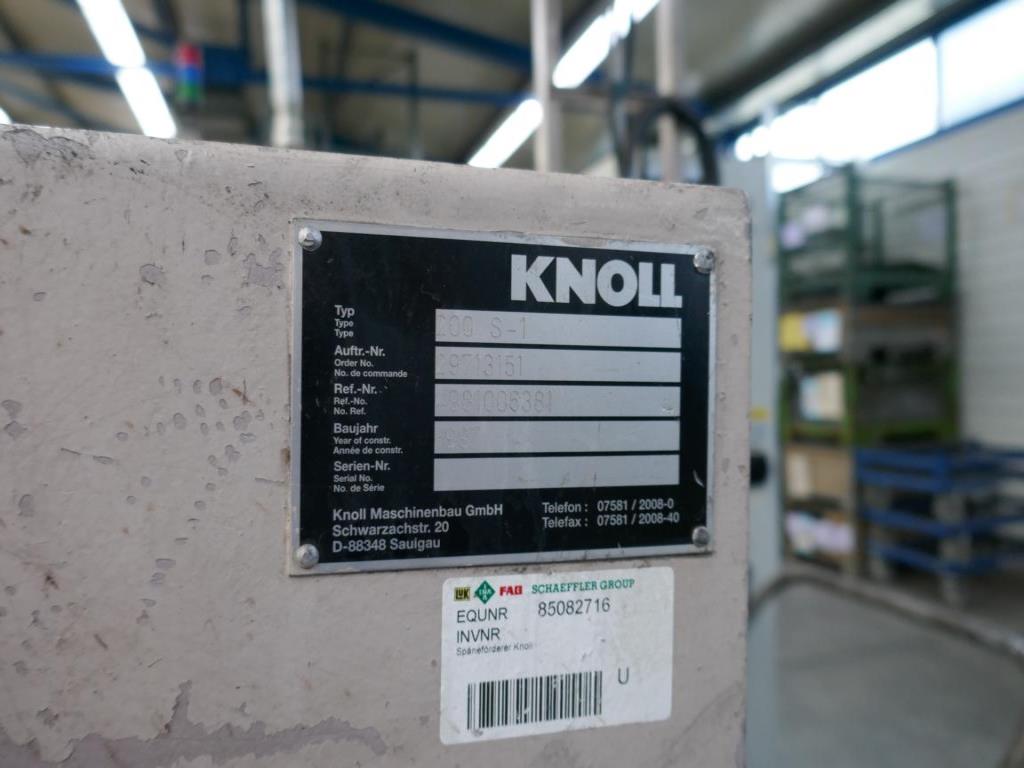 KNOLL
Typ
Type
Type
200 S-1
Auftr.-Nr.
Order No.
No. de commande
Ref.-Nr.
Ref.-No.
No. Ref.
Baujahr
Year of constr.
Année de constr.
Serien-Nr.
Serial No.
No. de Série
Knoll Maschinenbau GmbH
Schwarzachstr. 20
D-88348 Saulgau
Telefon : 07581 / 2008-0
Telefax : 07581 / 2008-40
LuK INA FAG SCHAEFFLER GROUP
EQUNR 85082716
INVNR
Späneförderer Knoll
U